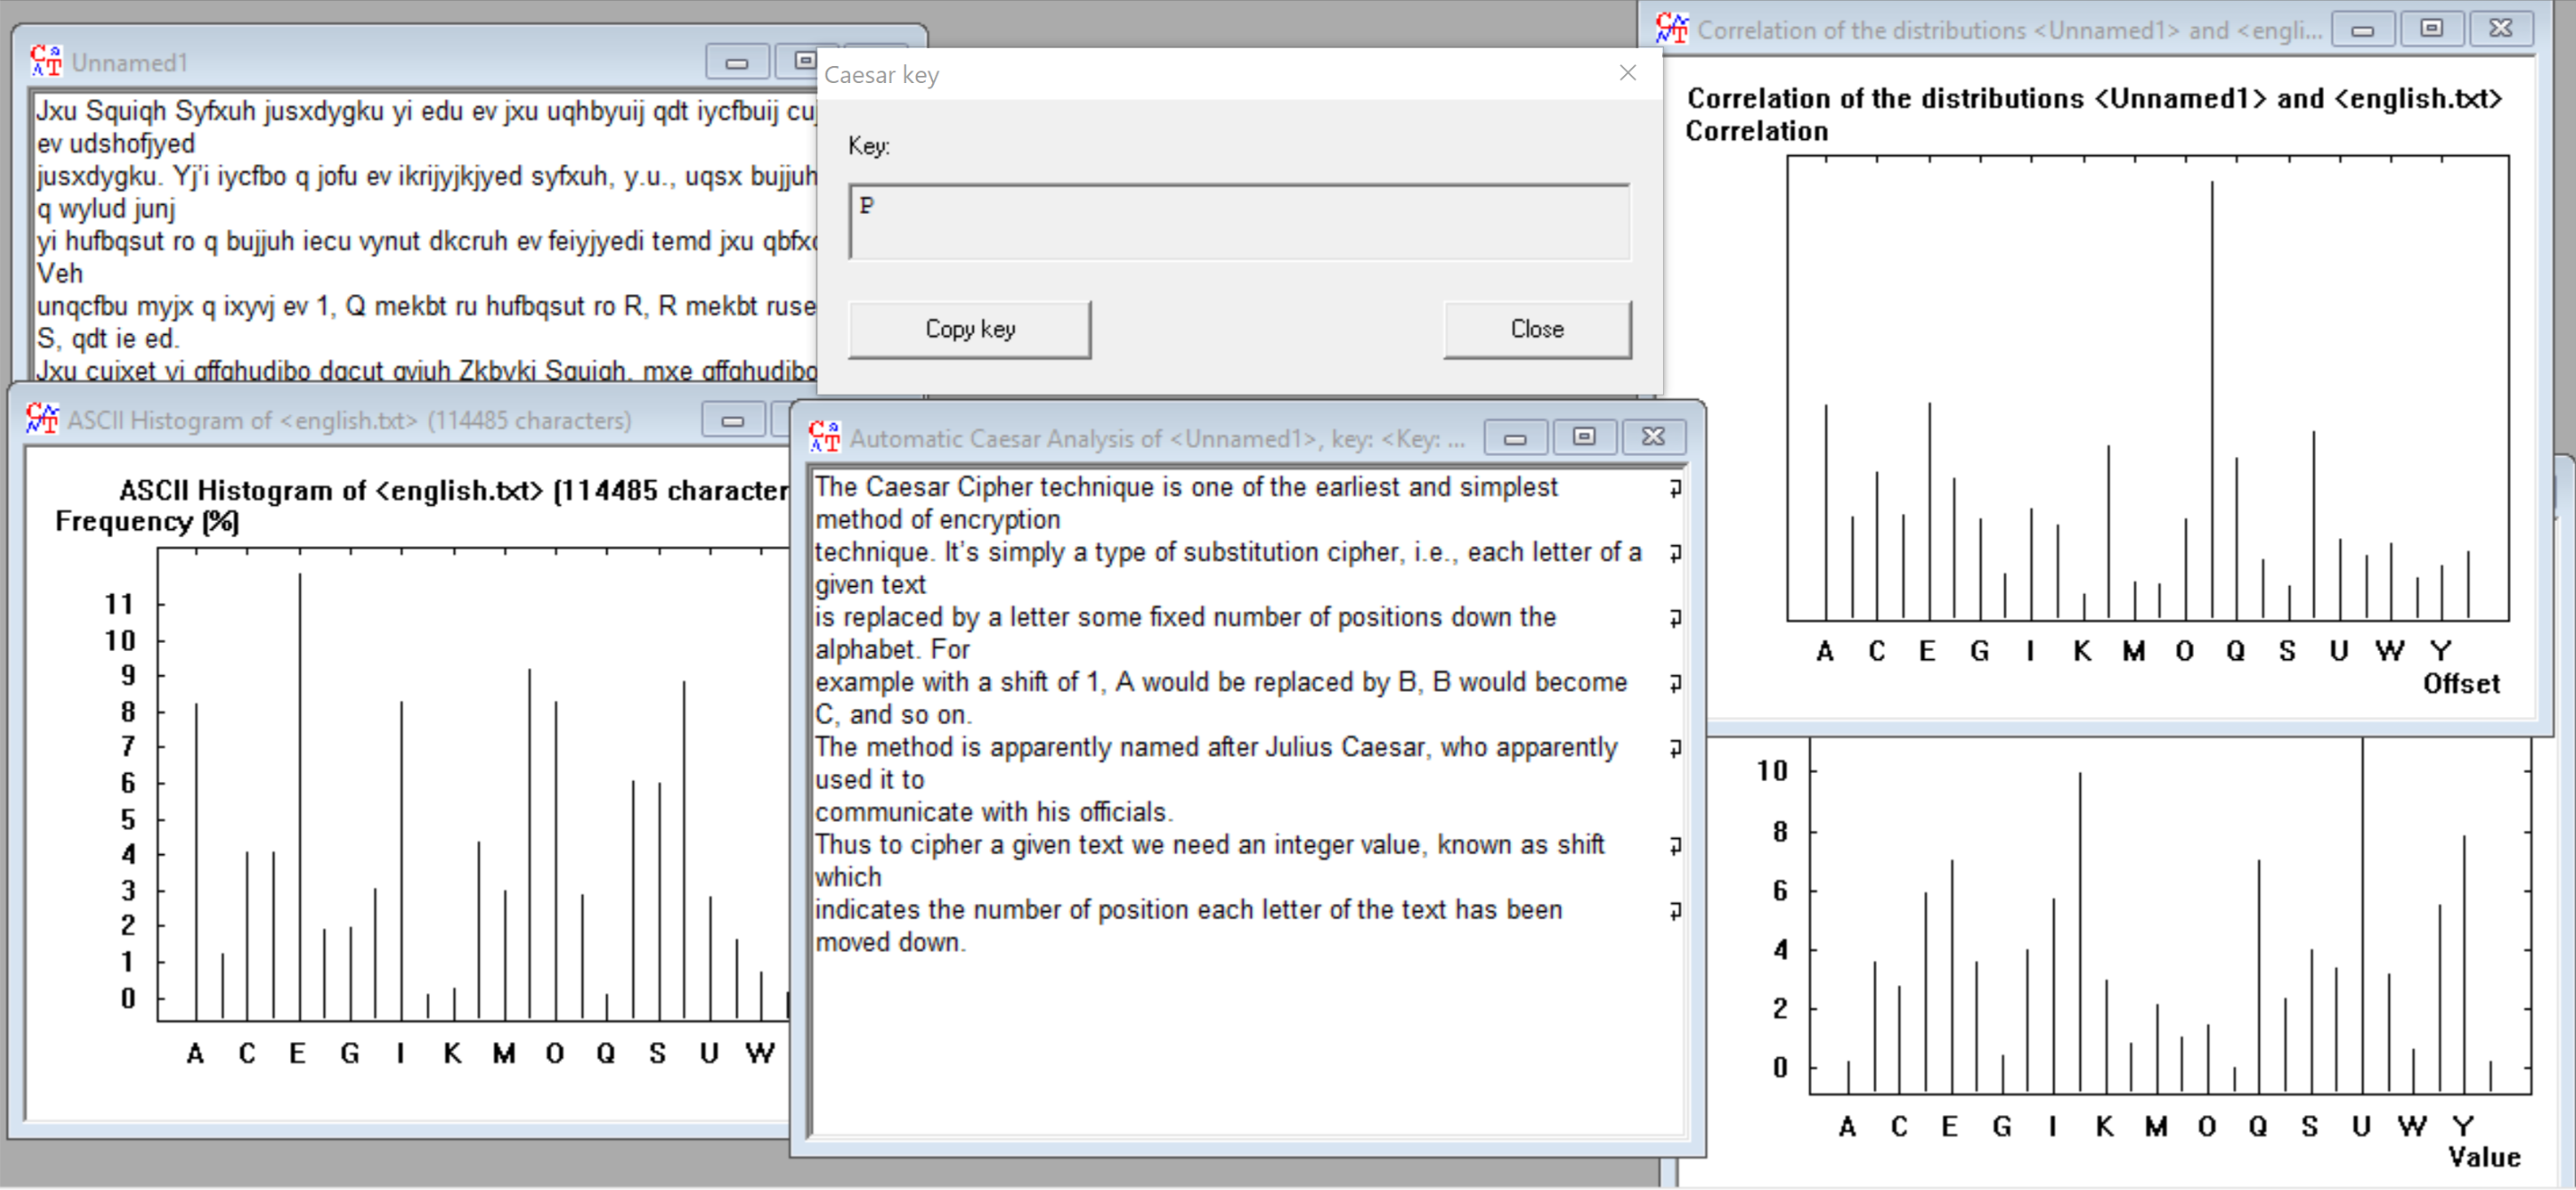 Unnamed1
Jxu Squiqh Syfxuh jusxdygku yi edu ev jxu uqhbyuij qdt iycfbuij
ev udshofjyed
jusxdygku. Yj'i iycfbo q jofu ev ikrijyjkjyed syfxuh, y.u., uqsx bujjuh
q wylud junj
yi hufbqsut ro q bujjuh iecu vynut dkcruh ev feiyjyedi temd jxu
Veh
unqcfbu myjx q ixyvj ev 1, Q mekbt ru hufbqsut ro R, R mekbt
S, qdt ie ed.
Jxu cujxet yi qffqhudjbo dqcut qvjuh Zkbyki Squiqh, mxe
Caesar key
Key:
P
Copy key
Close
Correlation of the distributions <Unnamed1> and <engli...
Correlation of the distributions <Unnamed1> and <english.txt>
Correlation
A C E G I K M O Q S U W Y
Offset
ASCII Histogram of <english.txt> (114485 characters)
ASCII Histogram of <english.txt> (114485 character
Frequency (%)
11
10
9
8
7
6
5
4
3
2
1
0
A C E G I K M O Q S U W
Automatic Caesar Analysis of <Unnamed1>, key: <Key: ...
The Caesar Cipher technique is one of the earliest and simplest
method of encryption
technique. It's simply a type of substitution cipher, i.e., each letter of a
given text
is replaced by a letter some fixed number of positions down the
alphabet. For
example with a shift of 1, A would be replaced by B, B would become
C, and so on.
The method is apparently named after Julius Caesar, who apparently
used it to
communicate with his officials.
Thus to cipher a given text we need an integer value, known as shift
which
indicates the number of position each letter of the text has been
moved down.
10
8
6
4
2
0
A C E G I K M O Q S U W Y
Value